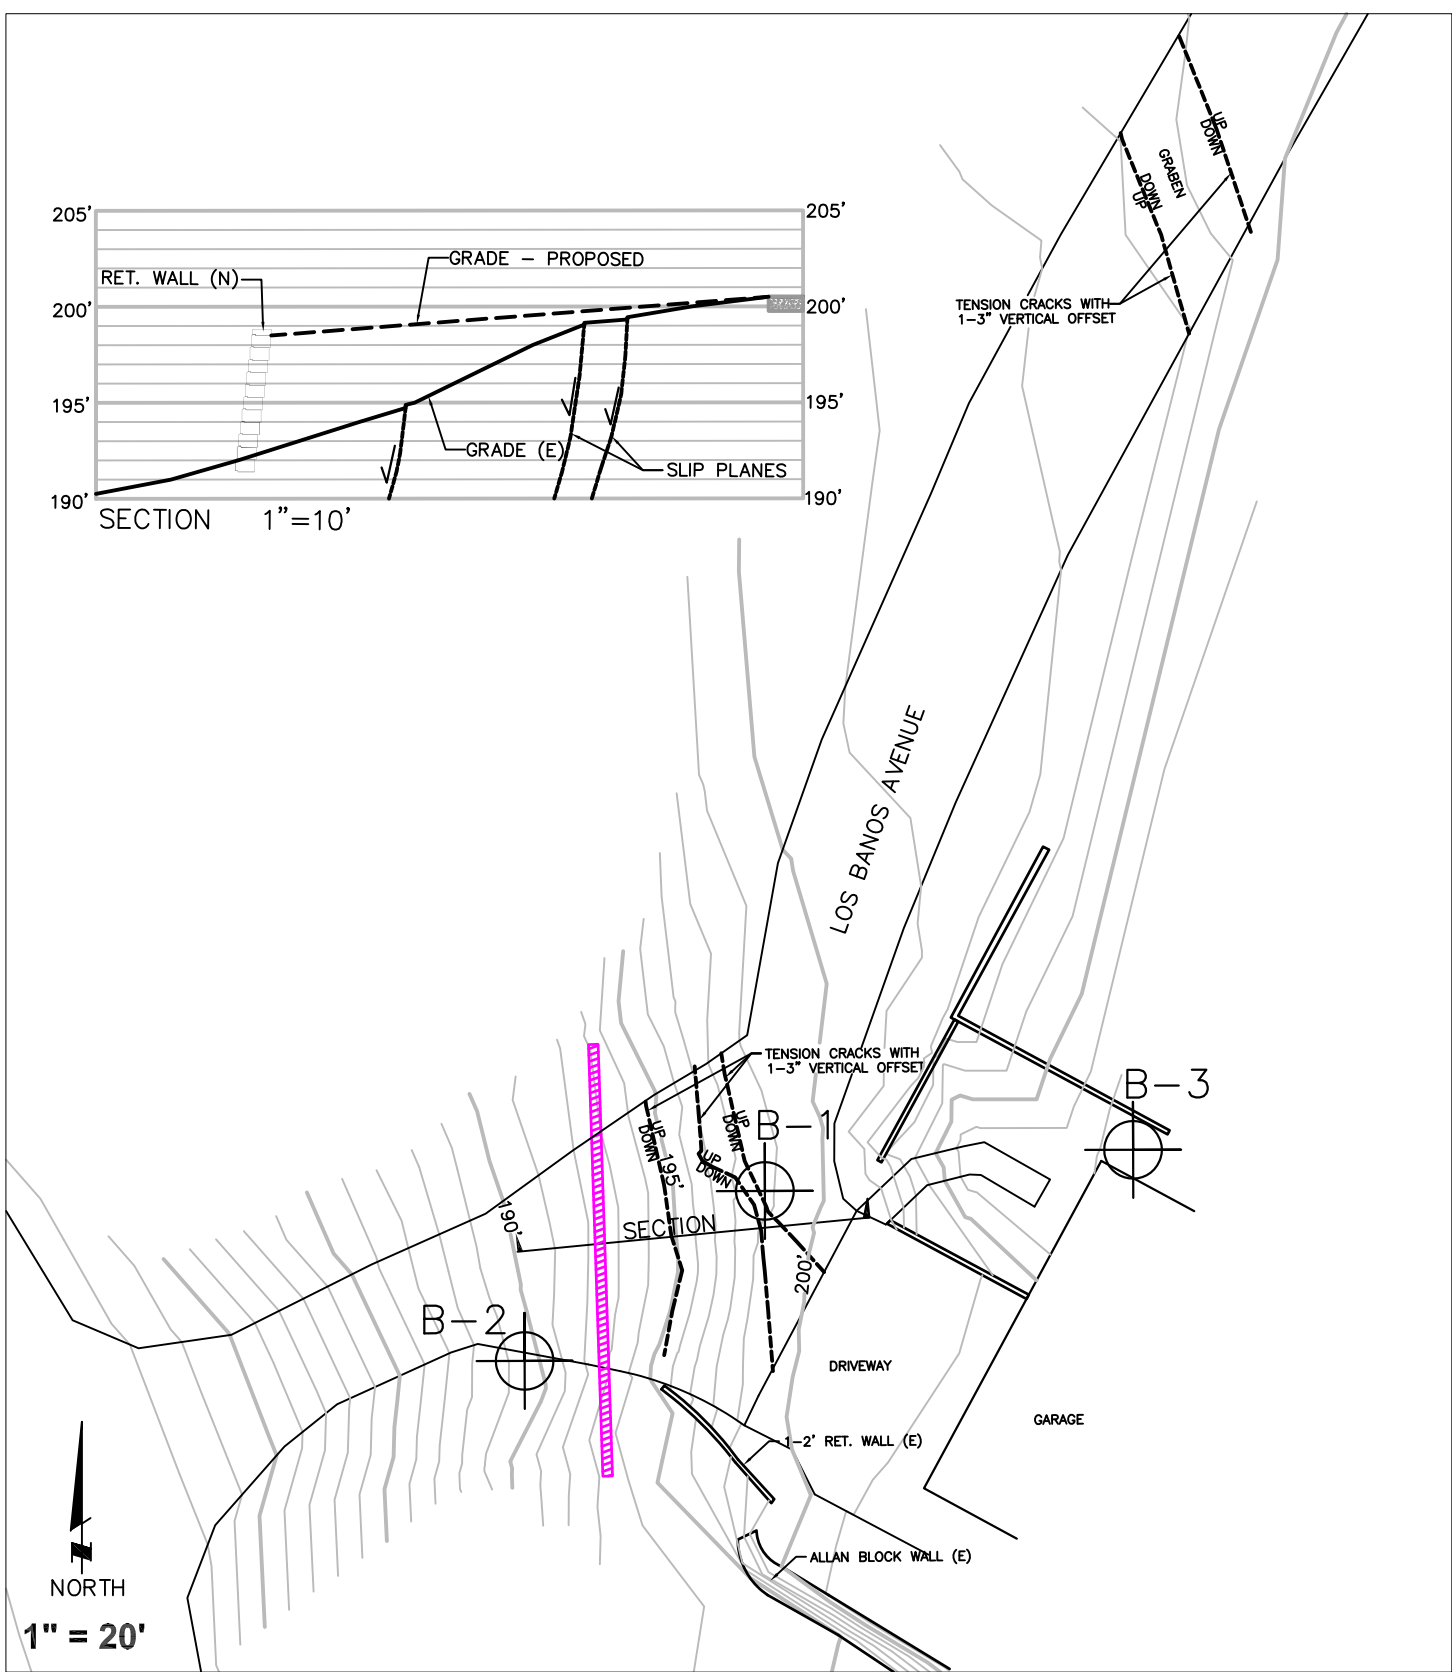 UP
DOWN
GRABEN
DOWN
UP
TENSION CRACKS WITH
1-3" VERTICAL OFFSET
205'
205'
GRADE - PROPOSED
RET. WALL (N)
200'
200'
195'
195'
GRADE (E)
SLIP PLANES
190'
190'
SECTION 1"=10'
LOS BANOS AVENUE
TENSION CRACKS WITH
1-3" VERTICAL OFFSET
B-3
B-1
UP
DOWN
UP
DOWN
195'
UP
DOWN
190'
SECTION
200'
B-2
DRIVEWAY
GARAGE
1-2' RET. WALL (E)
ALLAN BLOCK WALL (E)
N
NORTH
1" = 20'